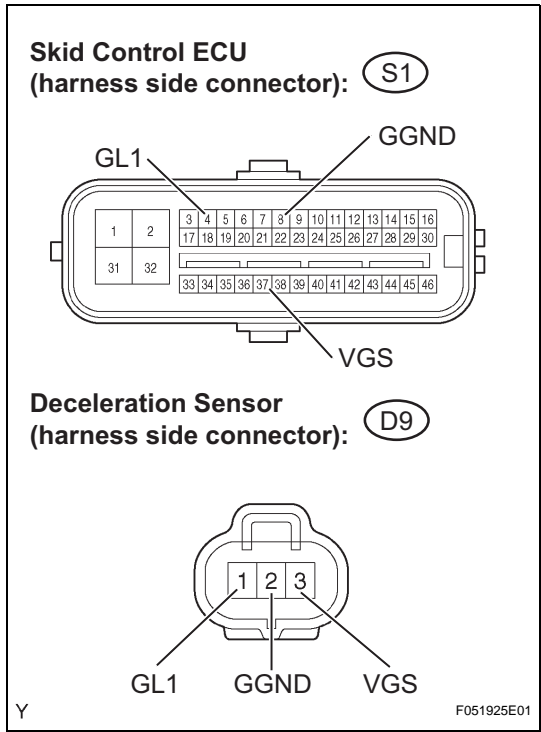 Skid Control ECU
(harness side connector): S1
GL1 GGND
1 2 3 4 5 6 7 8 9 10 11 12 13 14 15 16
17 18 19 20 21 22 23 24 25 26 27 28 29 30
31 32 33 34 35 36 37 38 39 40 41 42 43 44 45 46
VGS
Deceleration Sensor
(harness side connector): D9
1 2 3
GL1 GGND VGS
Y F051925E01